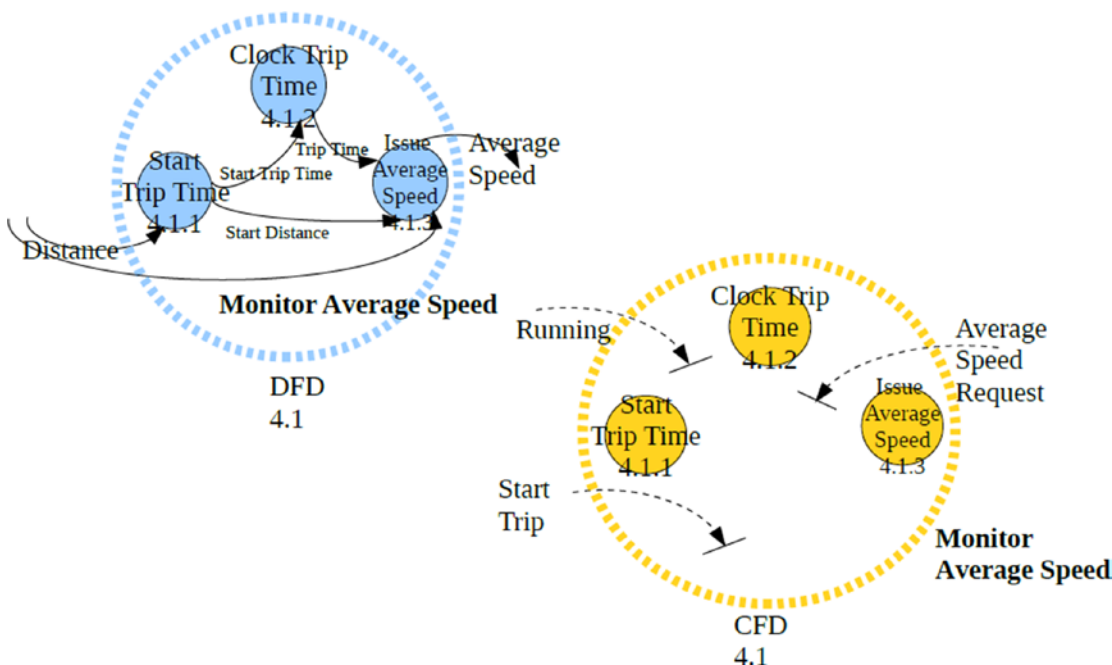 Clock Trip
Time
4.1.2
Start
Trip Time
4.1.1
Trip Time
Start Trip Time
Issue
Average
Speed
4.1.3
Average
Speed
Start Distance
Distance
Monitor Average Speed
DFD
4.1
Running
Clock Trip
Time
4.1.2
Average
Speed
Request
Start
Trip Time
4.1.1
Issue
Average
Speed
4.1.3
Start
Trip
Monitor
Average Speed
CFD
4.1